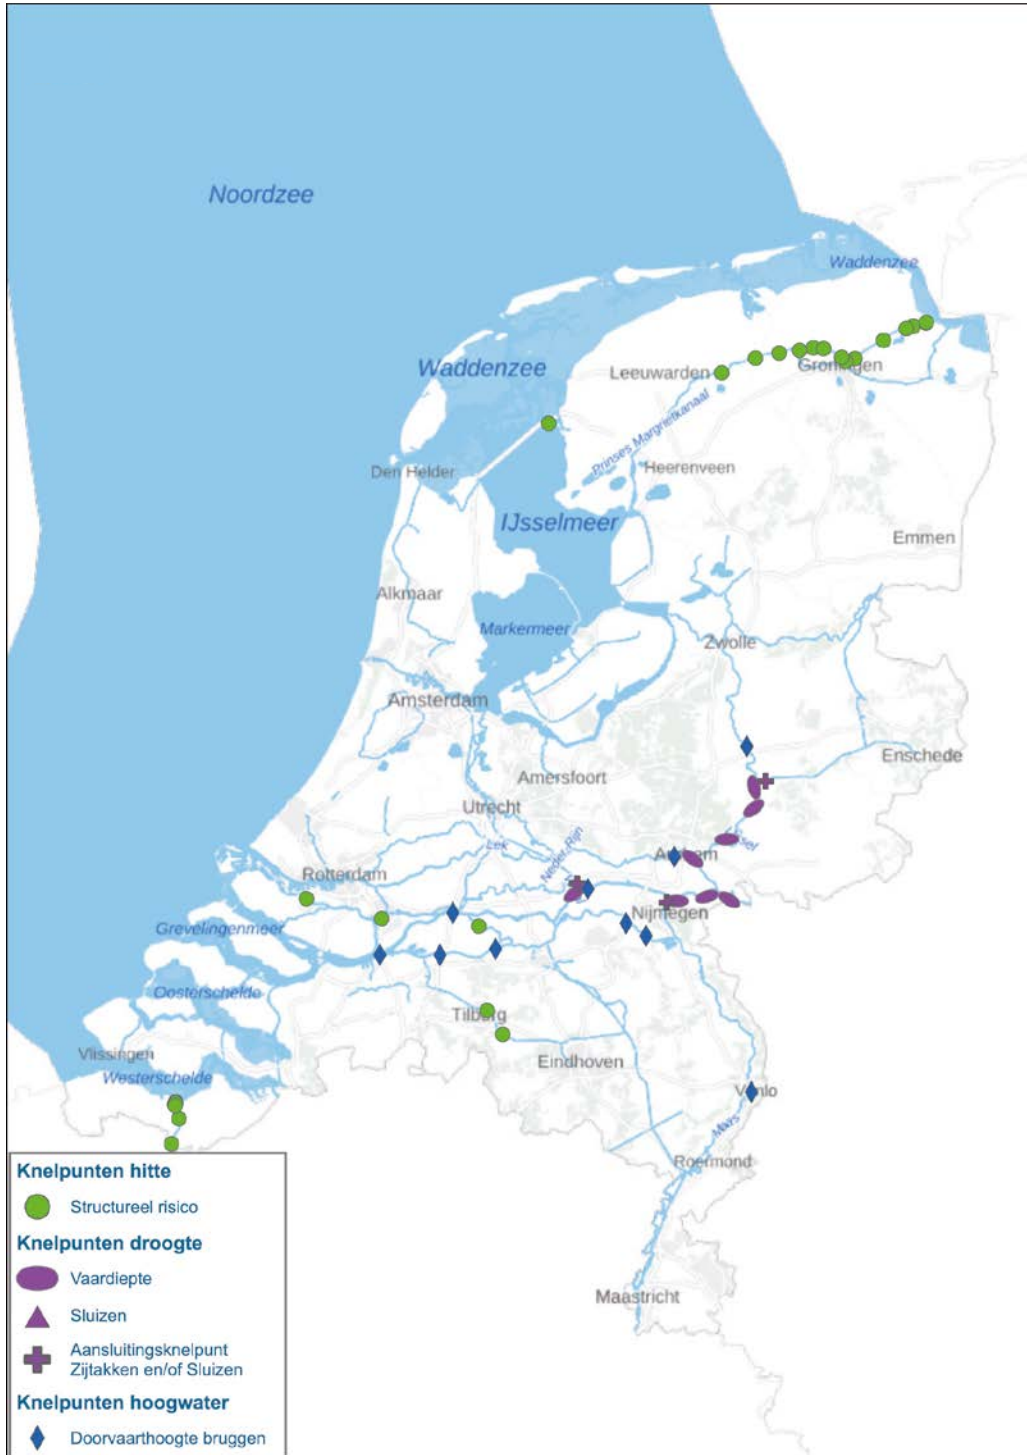 Noordzee
Waddenzee
Waddenzee
Leeuwarden
Groningen
Prinses Margrietkanaal
Den Helder
Heerenveen
IJsselmeer
Emmen
Alkmaar
Markermeer
Zwolle
Amsterdam
Enschede
Amersfoort
Utrecht
Lek
Neder-Rijn
Rotterdam
Nijmegen
Grevelingenmeer
Oosterschelde
Tilburg
Vlissingen
Eindhoven
Westerschelde
Venlo
Maas
Roermond
Maastricht
Knelpunten hitte
Structureel risico
Knelpunten droogte
Vaardiepte
Sluizen
Aansluitingsknelpunt
Zijtakken en/of Sluizen
Knelpunten hoogwater
Doorvaarthoogte bruggen